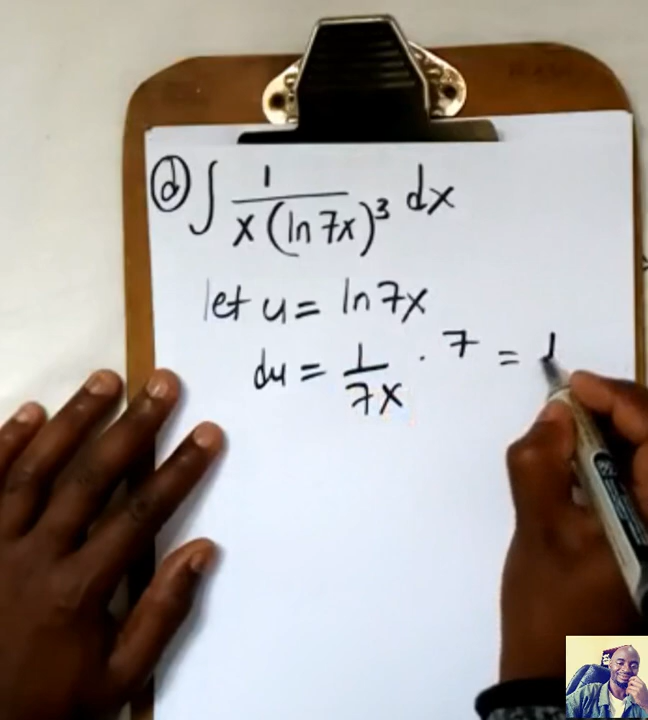 (d) ∫ 1/(x(ln 7x)³) dx
let u = ln 7x
du = 1/(7x) · 7 = 1